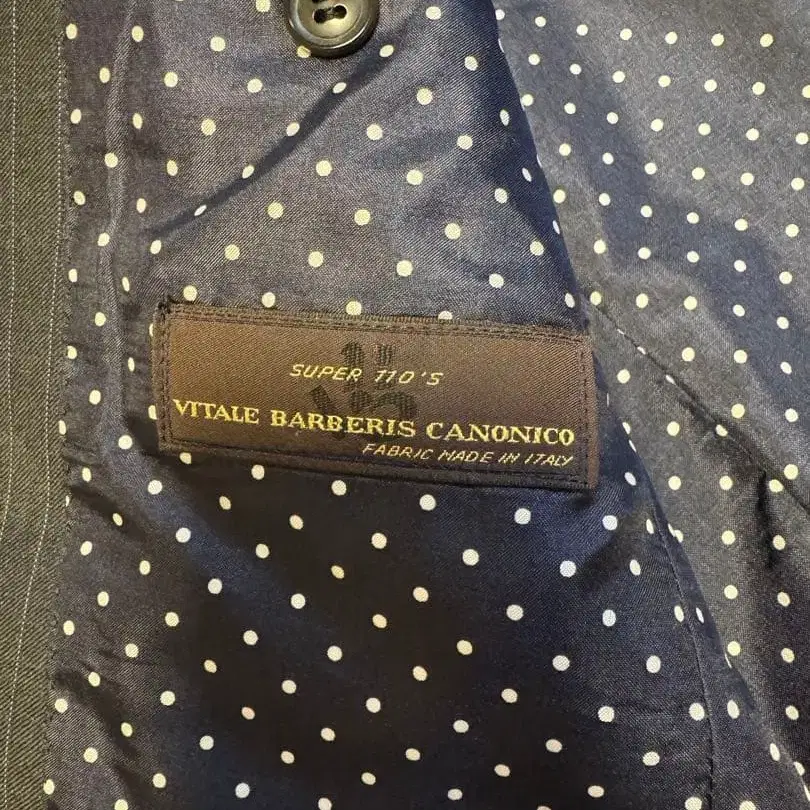 SUPER 110'S
VITALE BARBERIS CANONICO
FABRIC MADE IN ITALY